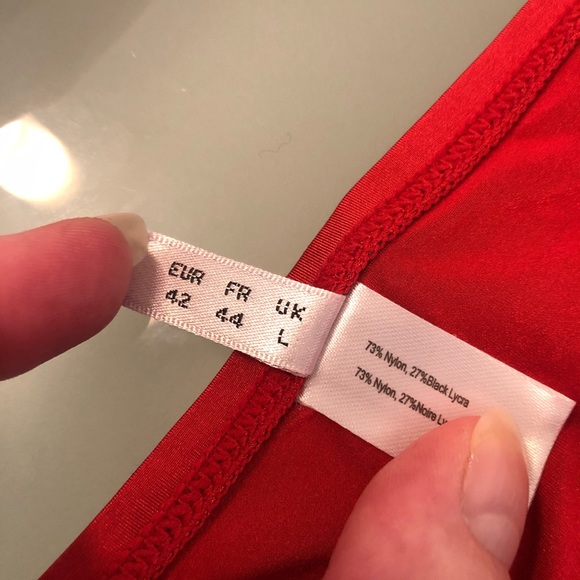 EUR FR UK
42 44 L
73% Nylon, 27%Black Lycra
73% Nylon, 27%Noire